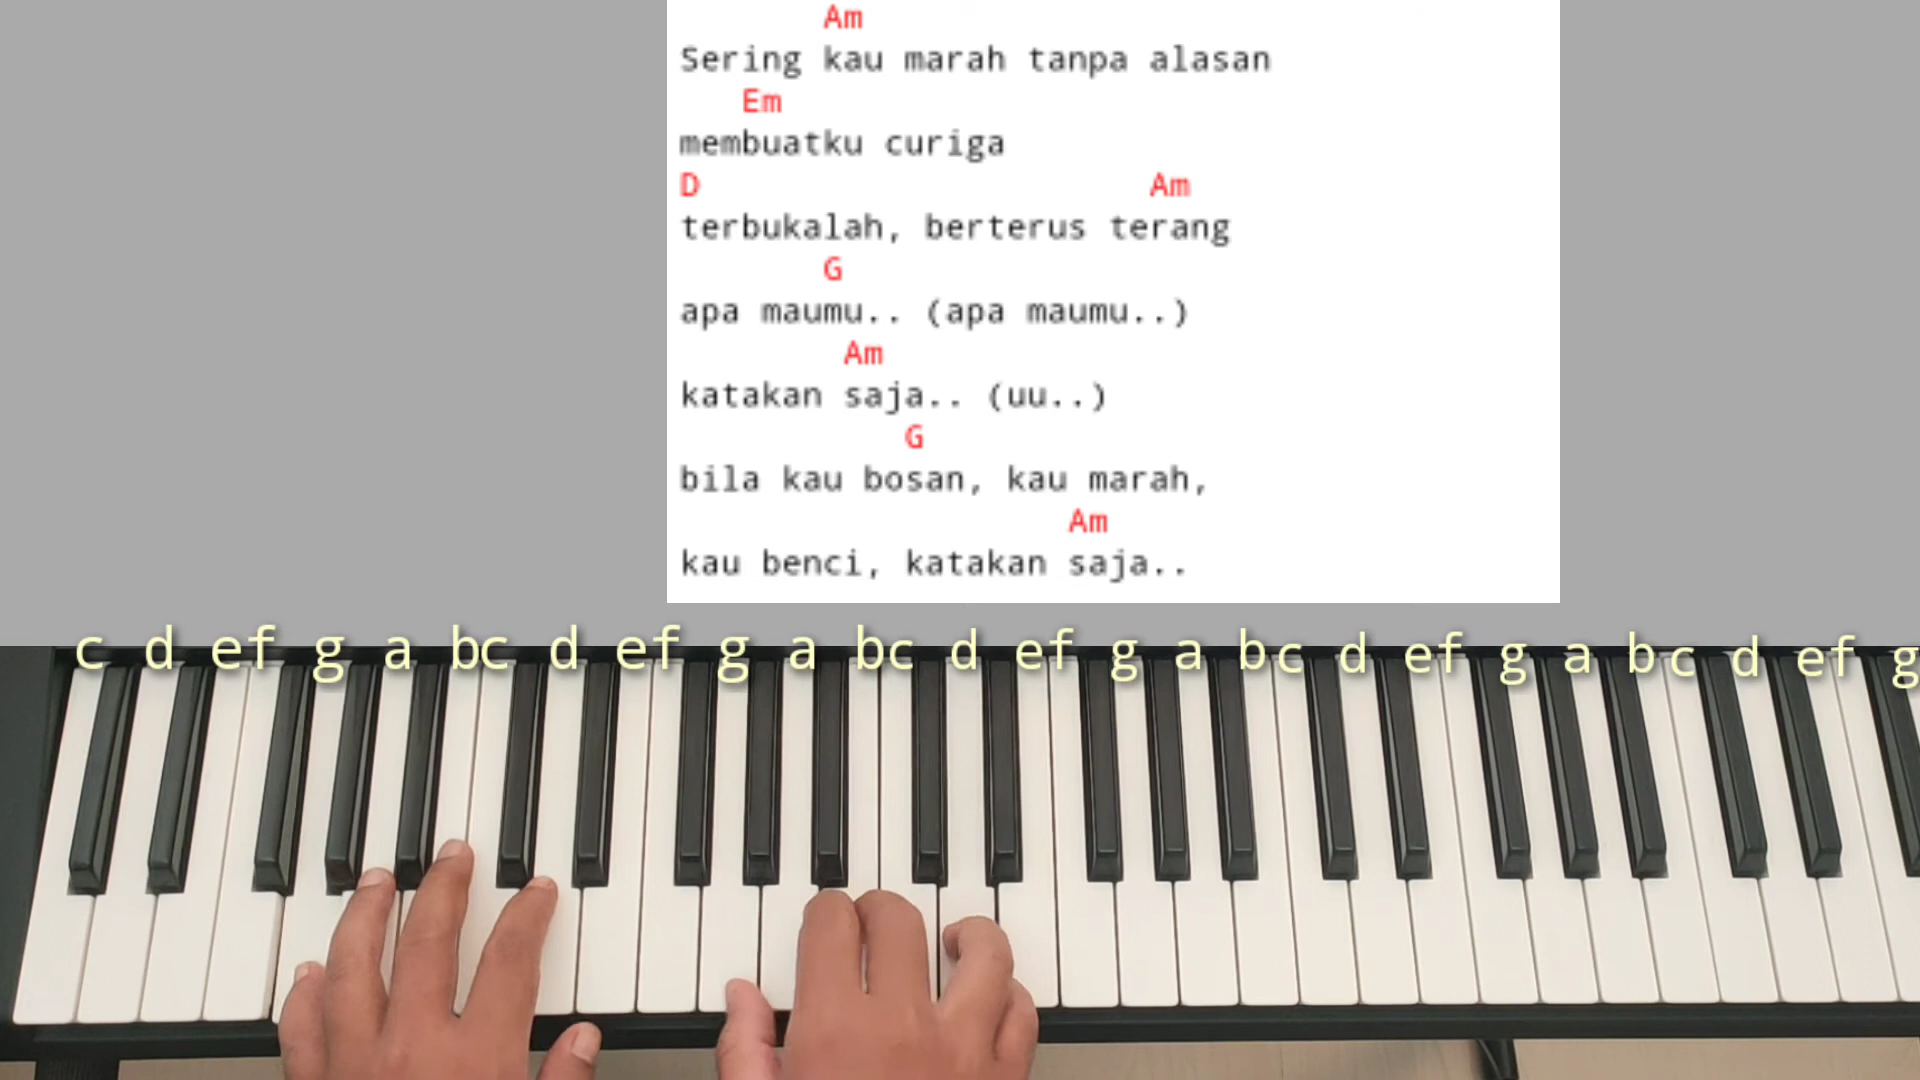 Am
Sering kau marah tanpa alasan
Em
membuatku curiga
D Am
terbukalah, berterus terang
G
apa maumu.. (apa maumu..)
Am
katakan saja.. (uu..)
G
bila kau bosan, kau marah,
Am
kau benci, katakan saja..
c d ef g a bc d ef g a bc d ef g a bc d ef g a bc d ef g